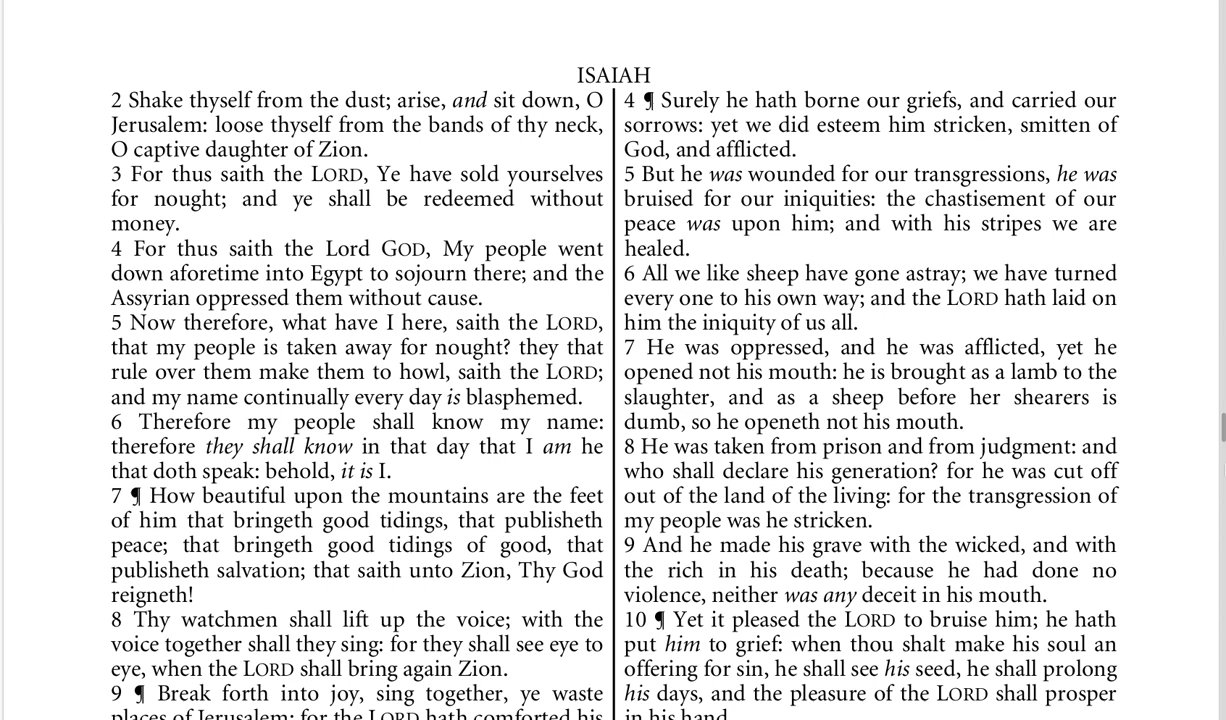 ISAIAH
2 Shake thyself from the dust; arise, and sit down, O
Jerusalem: loose thyself from the bands of thy neck,
O captive daughter of Zion.
3 For thus saith the LORD, Ye have sold yourselves
for nought; and ye shall be redeemed without
money.
4 For thus saith the Lord GOD, My people went
down aforetime into Egypt to sojourn there; and the
Assyrian oppressed them without cause.
5 Now therefore, what have I here, saith the LORD,
that my people is taken away for nought? they that
rule over them make them to howl, saith the LORD;
and my name continually every day is blasphemed.
6 Therefore my people shall know my name:
therefore they shall know in that day that I am he
that doth speak: behold, it is I.
7 ¶ How beautiful upon the mountains are the feet
of him that bringeth good tidings, that publisheth
peace; that bringeth good tidings of good, that
publisheth salvation; that saith unto Zion, Thy God
reigneth!
8 Thy watchmen shall lift up the voice; with the
voice together shall they sing: for they shall see eye to
eye, when the LORD shall bring again Zion.
9 ¶ Break forth into joy, sing together, ye waste
places of Jerusalem: for the LORD hath comforted his
4 ¶ Surely he hath borne our griefs, and carried our
sorrows: yet we did esteem him stricken, smitten of
God, and afflicted.
5 But he was wounded for our transgressions, he was
bruised for our iniquities: the chastisement of our
peace was upon him; and with his stripes we are
healed.
6 All we like sheep have gone astray; we have turned
every one to his own way; and the LORD hath laid on
him the iniquity of us all.
7 He was oppressed, and he was afflicted, yet he
opened not his mouth: he is brought as a lamb to the
slaughter, and as a sheep before her shearers is
dumb, so he openeth not his mouth.
8 He was taken from prison and from judgment: and
who shall declare his generation? for he was cut off
out of the land of the living: for the transgression of
my people was he stricken.
9 And he made his grave with the wicked, and with
the rich in his death; because he had done no
violence, neither was any deceit in his mouth.
10 ¶ Yet it pleased the LORD to bruise him; he hath
put him to grief: when thou shalt make his soul an
offering for sin, he shall see his seed, he shall prolong
his days, and the pleasure of the LORD shall prosper
in his hand.